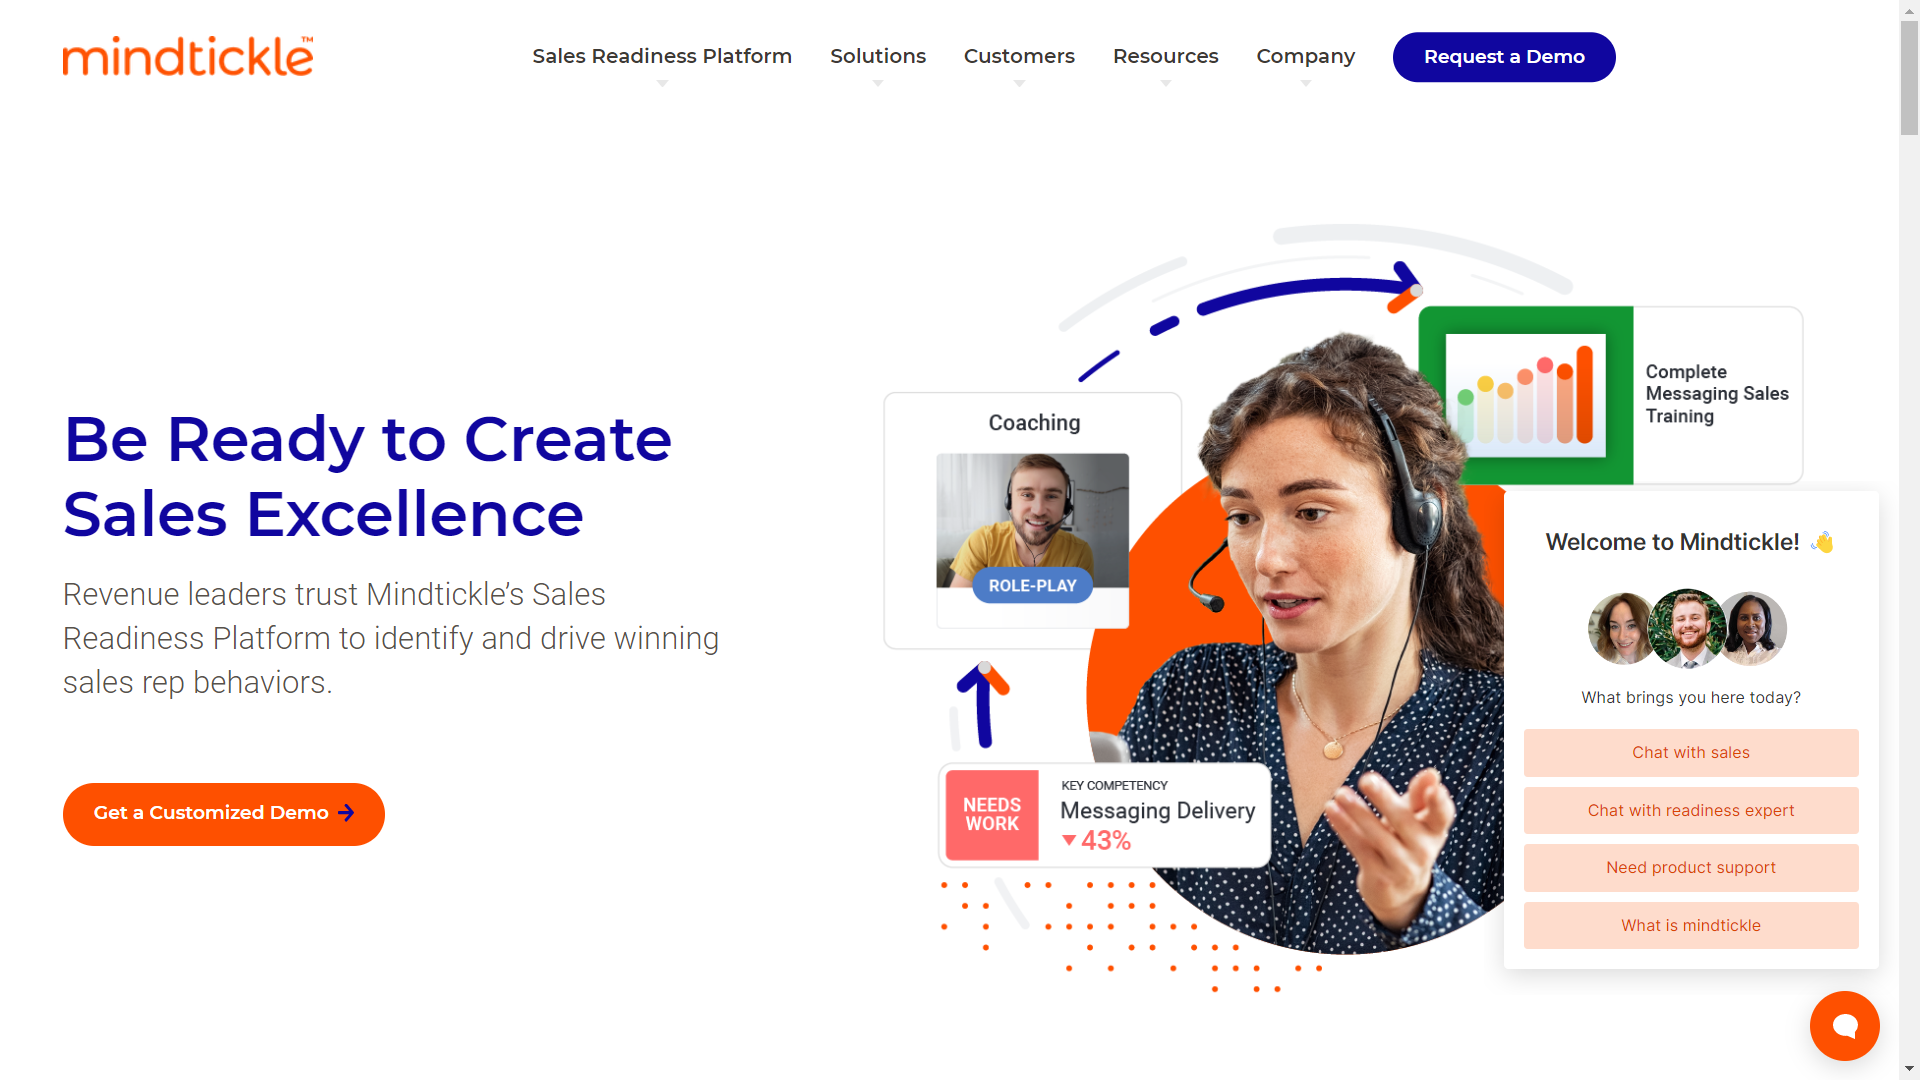 mindtickle™
Sales Readiness Platform
Solutions
Customers
Resources
Company
Request a Demo
Be Ready to Create
Sales Excellence
Revenue leaders trust Mindtickle’s Sales
Readiness Platform to identify and drive winning
sales rep behaviors.
Get a Customized Demo
Coaching
ROLE-PLAY
Complete
Messaging Sales
Training
NEEDS
WORK
KEY COMPETENCY
Messaging Delivery
43%
Welcome to Mindtickle! 👋
What brings you here today?
Chat with sales
Chat with readiness expert
Need product support
What is mindtickle